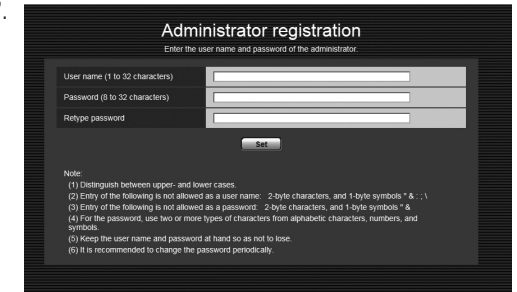 2.
Administrator registration
Enter the user name and password of the administrator.
User name (1 to 32 characters)
Password (8 to 32 characters)
Retype password
Set
Note:
(1) Distinguish between upper- and lower cases.
(2) Entry of the following is not allowed as a user name: 2-byte characters, and 1-byte symbols " & : ; \
(3) Entry of the following is not allowed as a password: 2-byte characters, and 1-byte symbols " &
(4) For the password, use two or more types of characters from alphabetic characters, numbers, and
symbols.
(5) Keep the user name and password at hand so as not to lose.
(6) It is recommended to change the password periodically.